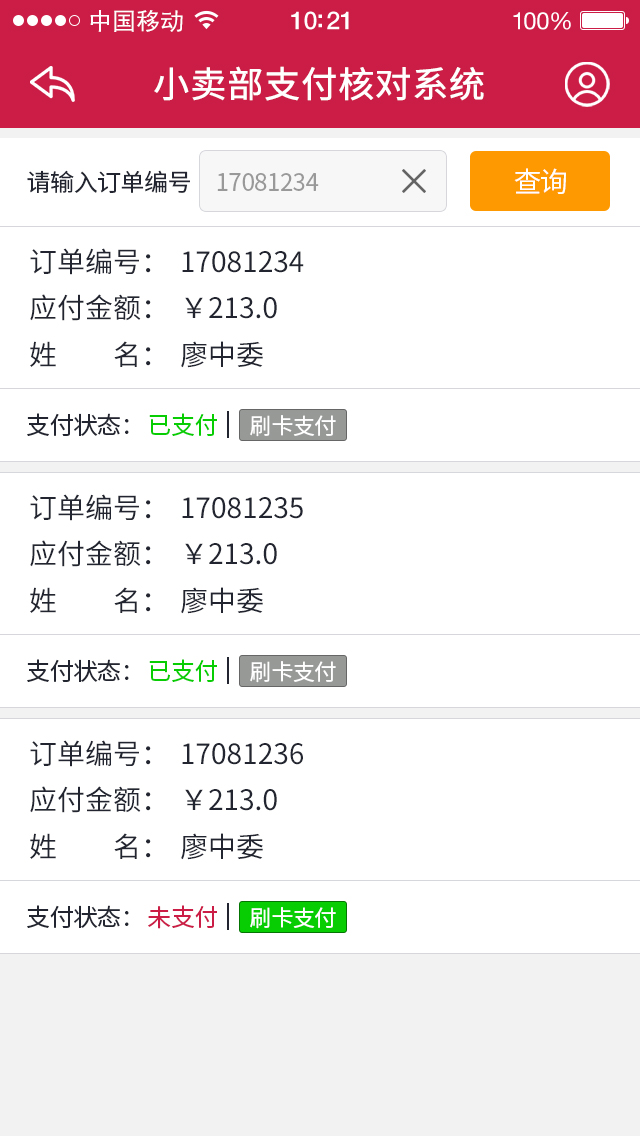 中国移动 10:21 100%
小卖部支付核对系统
请输入订单编号 17081234 查询
订单编号： 17081234
应付金额： ￥213.0
姓 名： 廖中委
支付状态： 已支付 | 刷卡支付
订单编号： 17081235
应付金额： ￥213.0
姓 名： 廖中委
支付状态： 已支付 | 刷卡支付
订单编号： 17081236
应付金额： ￥213.0
姓 名： 廖中委
支付状态： 未支付 | 刷卡支付